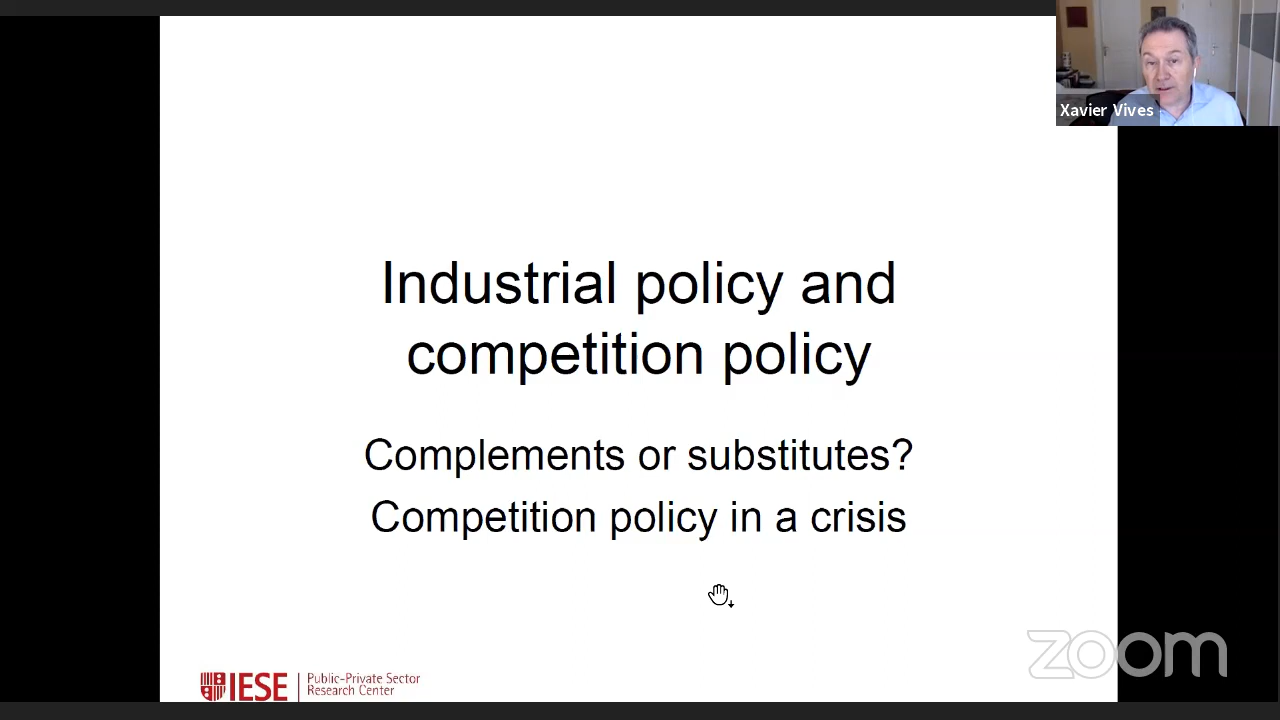 Xavier Vives
Industrial policy and
competition policy
Complements or substitutes?
Competition policy in a crisis
IESE
Public-Private Sector
Research Center
zoom